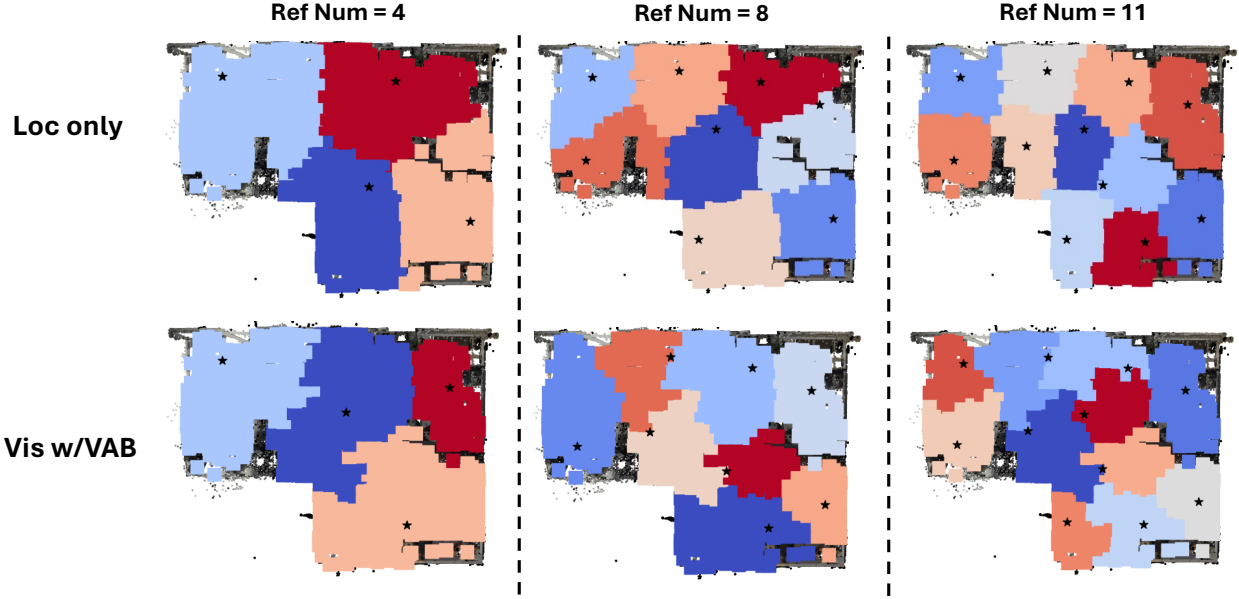 Ref Num = 4
Ref Num = 8
Ref Num = 11
Loc only
Vis w/VAB